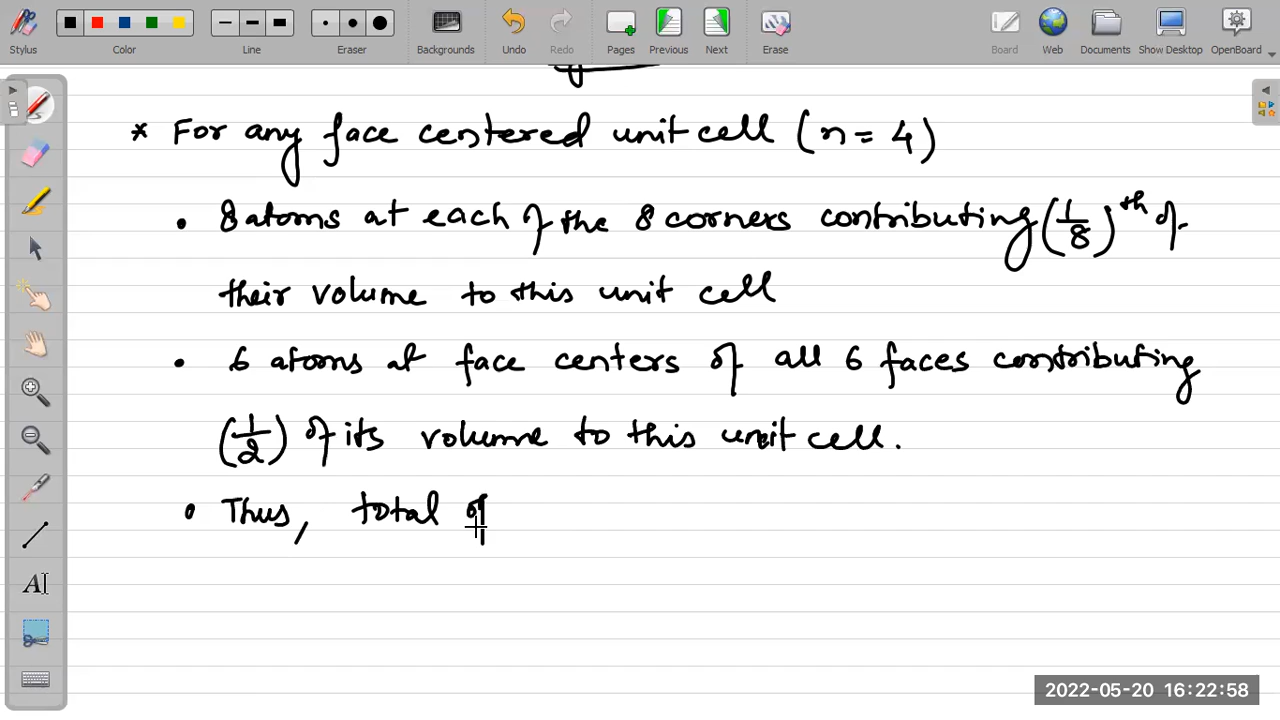 Stylus
Color
Line
Eraser
Backgrounds
Undo
Redo
Pages
Previous
Next
Erase
Board
Web
Documents
Show Desktop
OpenBoard
* For any face centered unit cell (n = 4)
• 8 atoms at each of the 8 corners contributing (1/8)th of
their volume to this unit cell
• 6 atoms at face centers of all 6 faces contributing
(1/2) of its volume to this unit cell.
• Thus, total of
2022-05-20 16:22:58